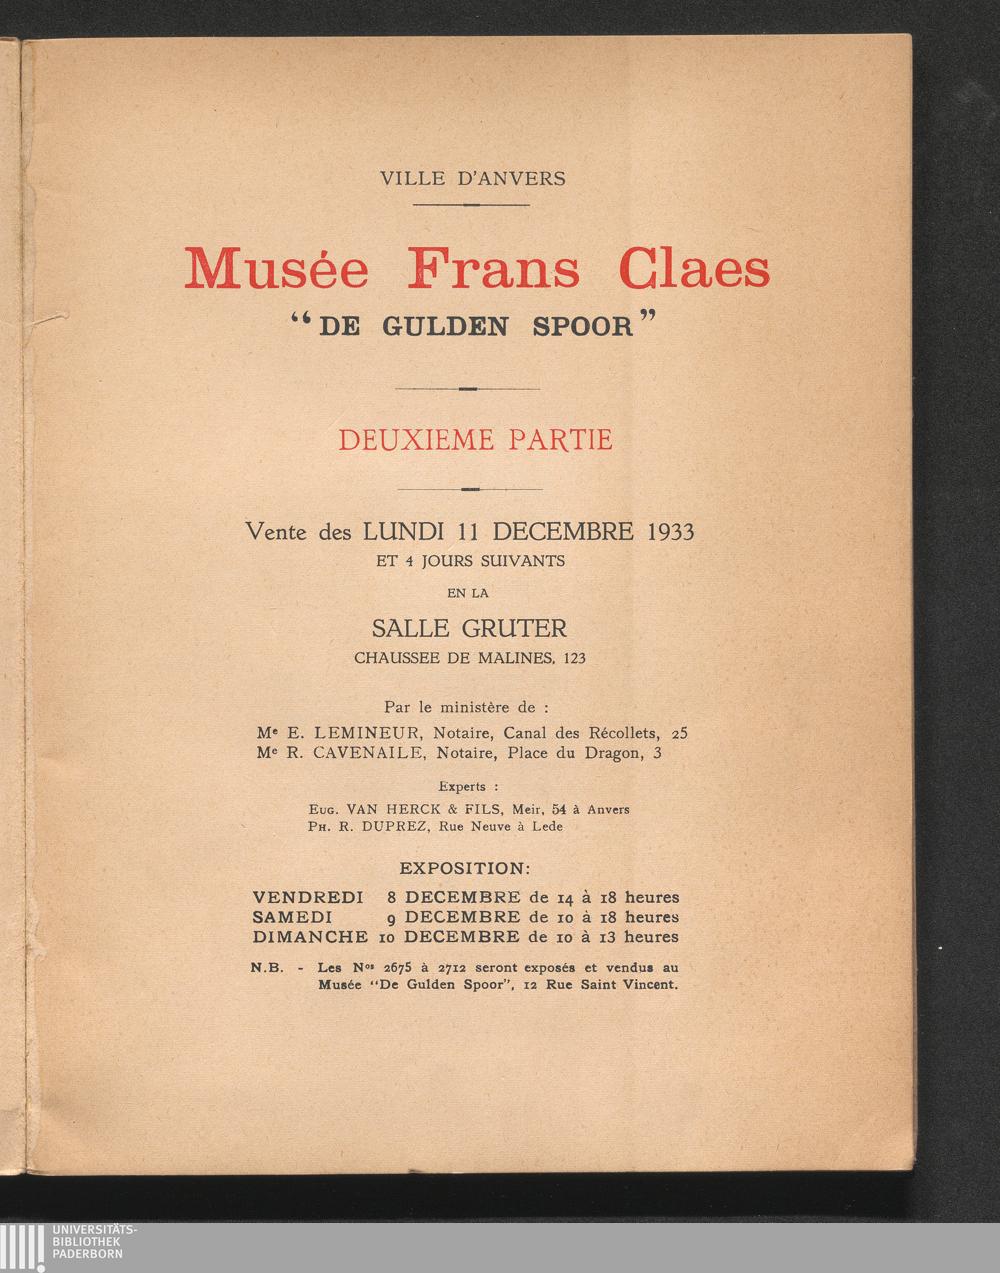 VILLE D'ANVERS
Musée Frans Claes
“DE GULDEN SPOOR”
DEUXIEME PARTIE
Vente des LUNDI 11 DECEMBRE 1933
ET 4 JOURS SUIVANTS
EN LA
SALLE GRUTER
CHAUSSEE DE MALINES, 123
Par le ministère de :
Me E. LEMINEUR, Notaire, Canal des Récollets, 25
Me R. CAVENAILE, Notaire, Place du Dragon, 3
Experts :
EUG. VAN HERCK & FILS, Meir, 54 à Anvers
PH. R. DUPREZ, Rue Neuve à Lede
EXPOSITION:
VENDREDI 8 DECEMBRE de 14 à 18 heures
SAMEDI 9 DECEMBRE de 10 à 18 heures
DIMANCHE 10 DECEMBRE de 10 à 13 heures
N.B. - Les Nos 2675 à 2712 seront exposés et vendus au
Musée “De Gulden Spoor”, 12 Rue Saint Vincent.
UNIVERSITÄTS-
BIBLIOTHEK
PADERBORN